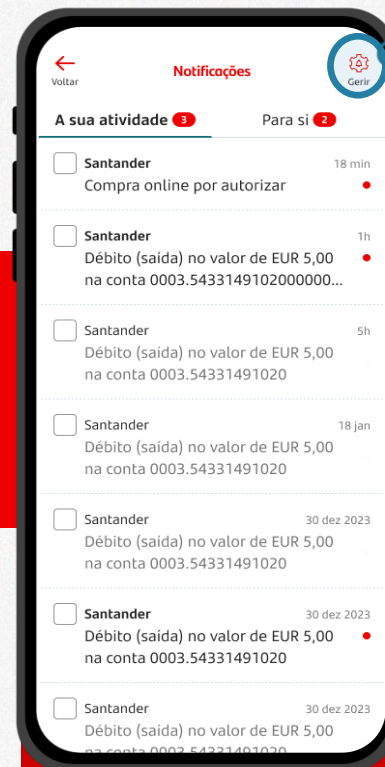 Voltar
Notificações
Gerir
A sua atividade 3
Para si 2
Santander 18 min
Compra online por autorizar
Santander 1h
Débito (saída) no valor de EUR 5,00
na conta 0003.5433149102000000...
Santander 5h
Débito (saída) no valor de EUR 5,00
na conta 0003.54331491020
Santander 18 jan
Débito (saída) no valor de EUR 5,00
na conta 0003.54331491020
Santander 30 dez 2023
Débito (saída) no valor de EUR 5,00
na conta 0003.54331491020
Santander 30 dez 2023
Débito (saída) no valor de EUR 5,00
na conta 0003.54331491020
Santander 30 dez 2023
Débito (saída) no valor de EUR 5,00
na conta 0003.54331491020